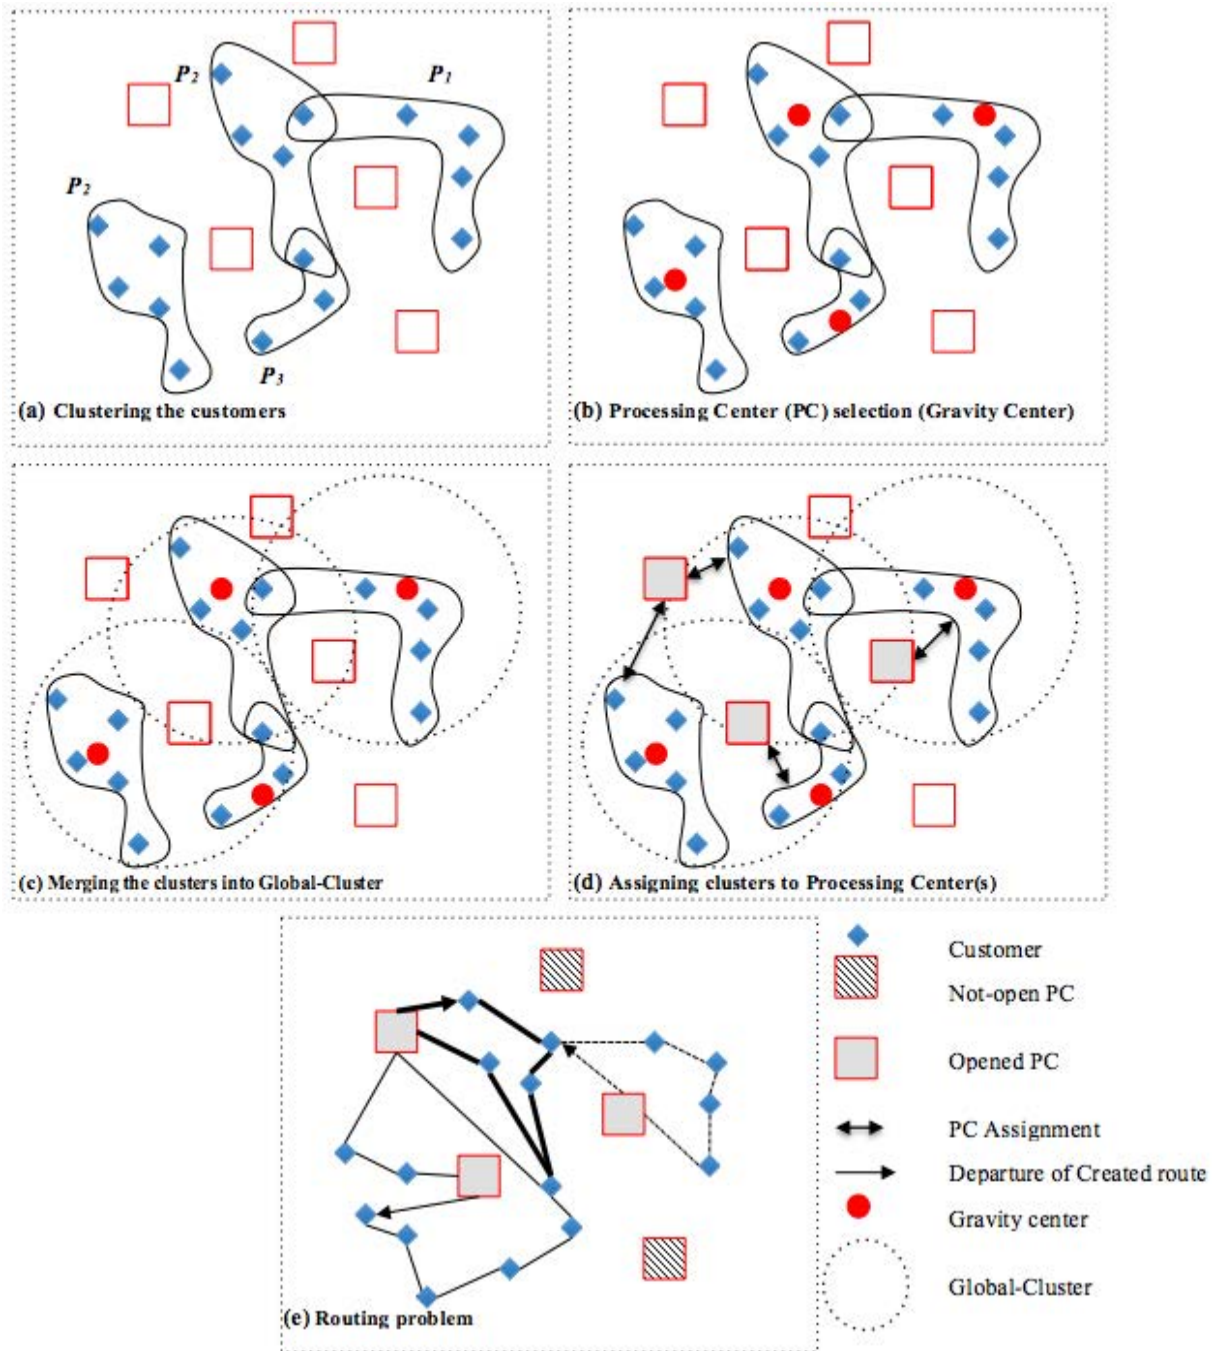 P2
P1
P2
P3
(a) Clustering the customers
(b) Processing Center (PC) selection (Gravity Center)
(c) Merging the clusters into Global-Cluster
(d) Assigning clusters to Processing Center(s)
Customer
Not-open PC
Opened PC
PC Assignment
Departure of Created route
Gravity center
Global-Cluster
(e) Routing problem